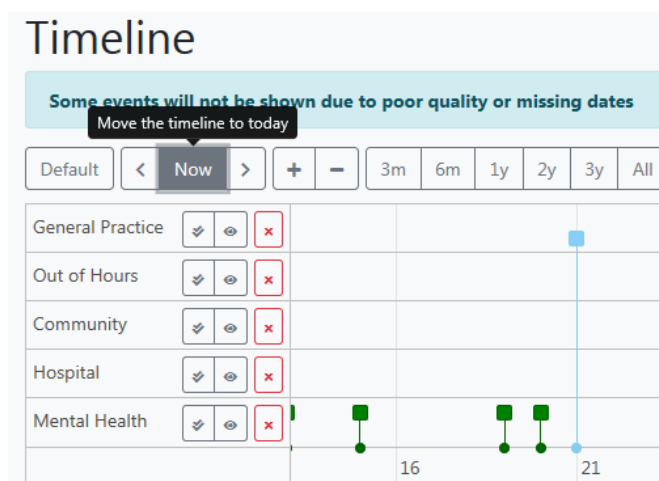 Timeline
Some events will not be shown due to poor quality or missing dates
Move the timeline to today
Default < Now > + − 3m 6m 1y 2y 3y All
General Practice
Out of Hours
Community
Hospital
Mental Health
16 21